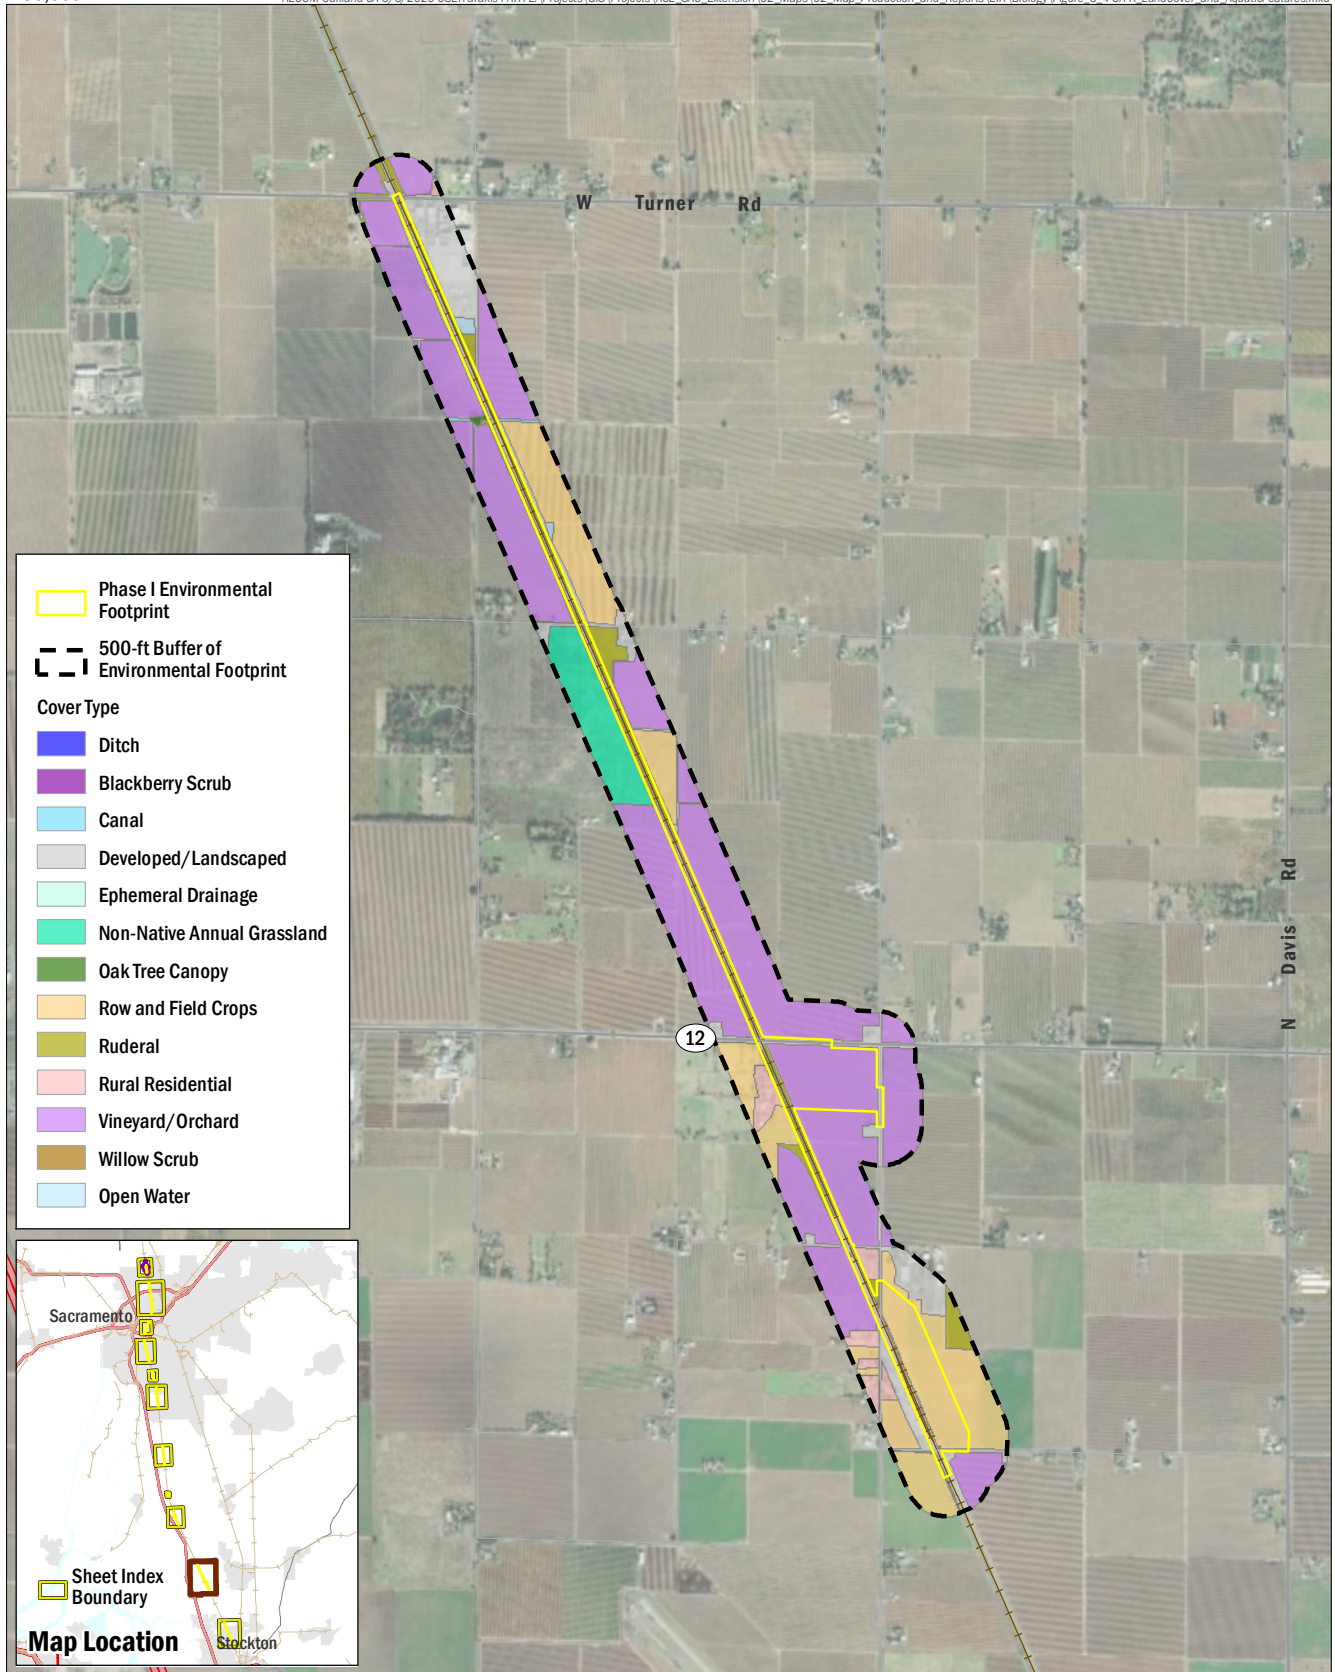 W Turner Rd
Phase I Environmental
Footprint
500-ft Buffer of
Environmental Footprint
Cover Type
Ditch
Blackberry Scrub
Canal
Developed/Landscaped
Ephemeral Drainage
Non-Native Annual Grassland
Oak Tree Canopy
Row and Field Crops
Ruderal
Rural Residential
Vineyard/Orchard
Willow Scrub
Open Water
12
N Davis Rd
Sacramento
Sheet Index
Boundary
Map Location
Stockton